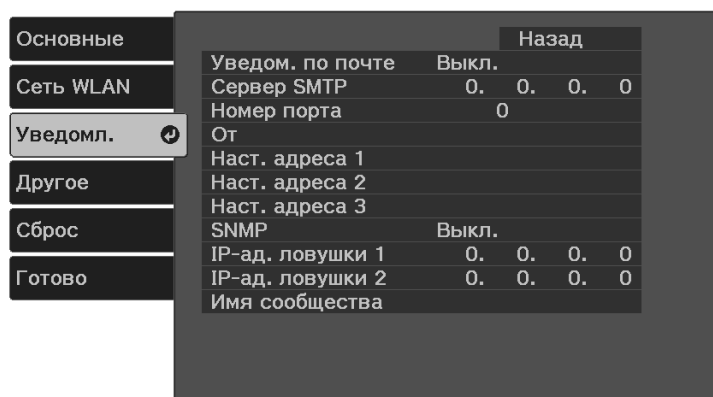 Основные
Сеть WLAN
Уведомл.
Другое
Сброс
Готово
Назад
Уведом. по почте Выкл.
Сервер SMTP 0. 0. 0. 0
Номер порта 0
От
Наст. адреса 1
Наст. адреса 2
Наст. адреса 3
SNMP Выкл.
IP-ад. ловушки 1 0. 0. 0. 0
IP-ад. ловушки 2 0. 0. 0. 0
Имя сообщества